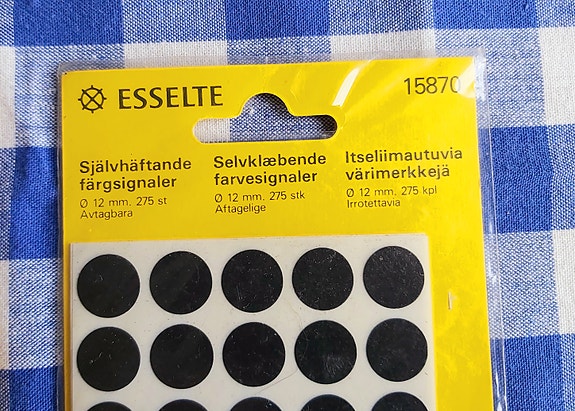 ESSELTE
15870
Självhäftande
färgsignaler
Ø 12 mm. 275 st
Avtagbara
Selvklæbende
farvesignaler
Ø 12 mm. 275 stk
Aftagelige
Itseliimautuvia
värimerkkejä
Ø 12 mm. 275 kpl
Irrotettavia